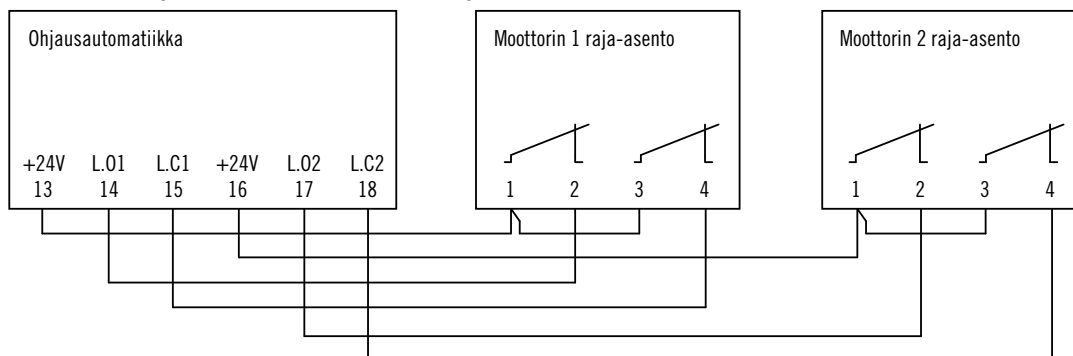 Ohjausautomatiikka
Moottorin 1 raja-asento
Moottorin 2 raja-asento
+24V L.O1 L.C1 +24V L.O2 L.C2
13 14 15 16 17 18
1 2 3 4
1 2 3 4